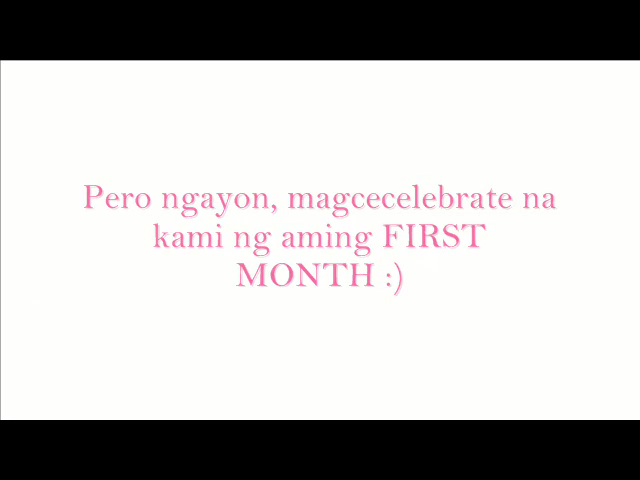 Pero ngayon, magcecelebrate na
kami ng aming FIRST
MONTH :)